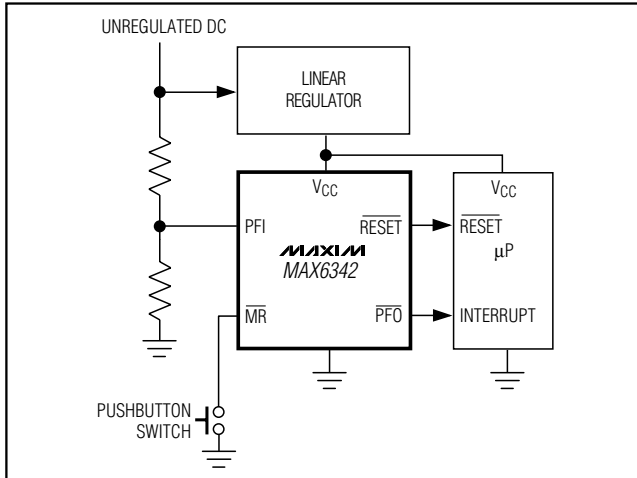 UNREGULATED DC
LINEAR
REGULATOR
VCC
VCC
PFI
RESET
RESET
MAXIM
μP
MAX6342
MR
PFO
INTERRUPT
PUSHBUTTON
SWITCH